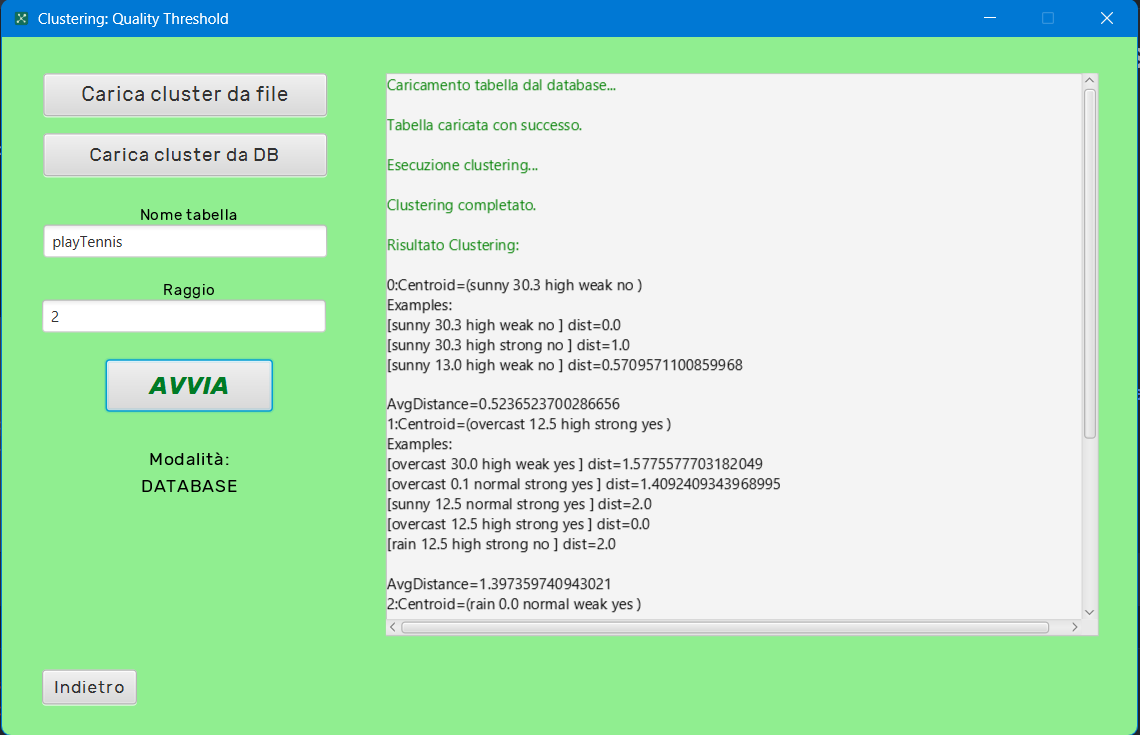 Clustering: Quality Threshold
Carica cluster da file
Carica cluster da DB
Nome tabella
playTennis
Raggio
2
AVVIA
Modalità:
DATABASE
Indietro
Caricamento tabella dal database...
Tabella caricata con successo.
Esecuzione clustering...
Clustering completato.
Risultato Clustering:
0:Centroid=(sunny 30.3 high weak no )
Examples:
[sunny 30.3 high weak no ] dist=0.0
[sunny 30.3 high strong no ] dist=1.0
[sunny 13.0 high weak no ] dist=0.5709571100859968
AvgDistance=0.5236523700286656
1:Centroid=(overcast 12.5 high strong yes )
Examples:
[overcast 30.0 high weak yes ] dist=1.5775577703182049
[overcast 0.1 normal strong yes ] dist=1.4092409343968995
[sunny 12.5 normal strong yes ] dist=2.0
[overcast 12.5 high strong yes ] dist=0.0
[rain 12.5 high strong no ] dist=2.0
AvgDistance=1.397359740943021
2:Centroid=(rain 0.0 normal weak yes )